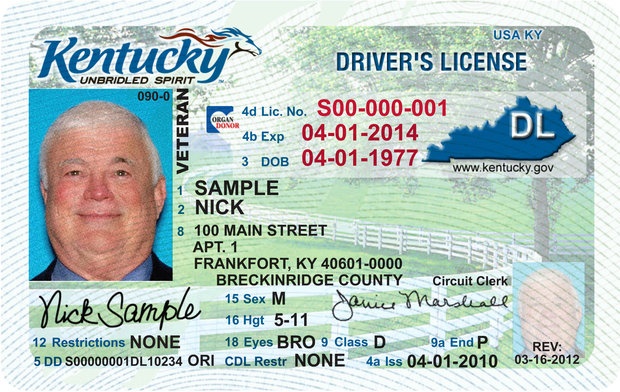 Kentucky
UNBRIDLED SPIRIT
USA KY
DRIVER'S LICENSE
090-0
VETERAN
ORGAN DONOR
4d Lic. No. S00-000-001
4b Exp 04-01-2014
3 DOB 04-01-1977
DL
www.kentucky.gov
1 SAMPLE
2 NICK
8 100 MAIN STREET
APT. 1
FRANKFORT, KY 40601-0000
BRECKINRIDGE COUNTY
Circuit Clerk
15 Sex M
Janice Marshall
16 Hgt 5-11
Nick Sample
12 Restrictions NONE
18 Eyes BRO 9 Class D 9a End P
5 DD S00000001DL10234 ORI CDL Restr NONE 4a Iss 04-01-2010
REV:
03-16-2012